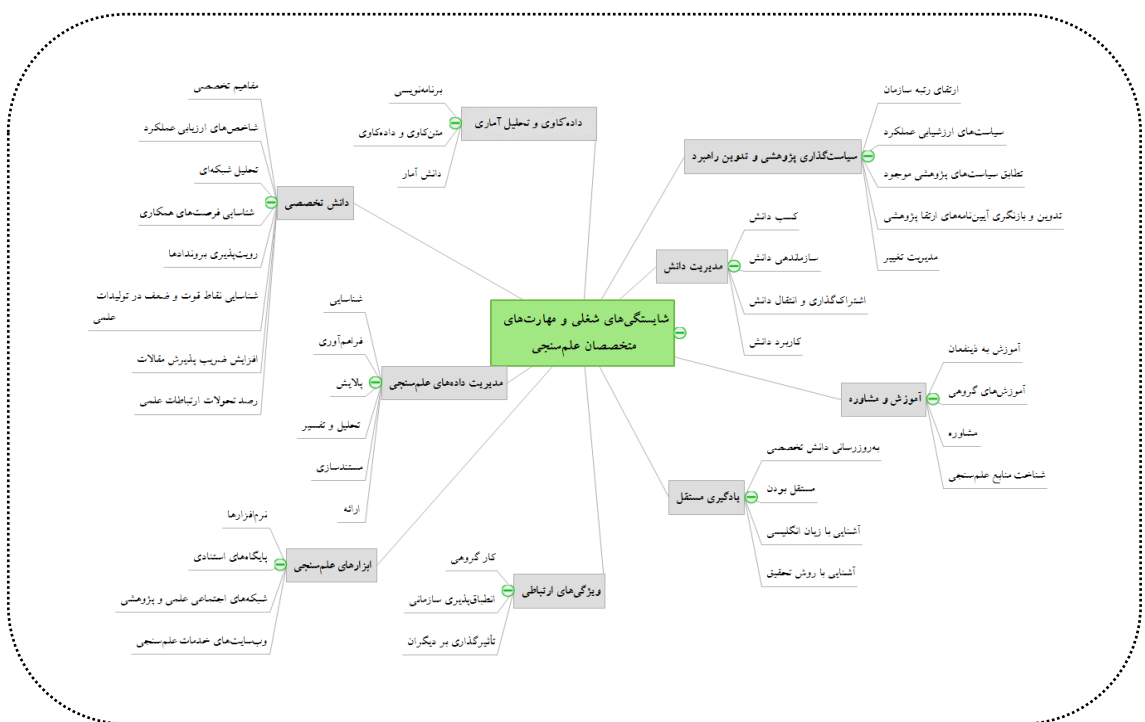 شایستگی‌های شغلی و مهارت‌های
متخصصان علم‌سنجی
سیاست‌گذاری پژوهشی و تدوین راهبرد
ارتقای رتبه سازمان
سیاست‌های ارزشیابی عملکرد
تطابق سیاست‌های پژوهشی موجود
تدوین و بازنگری آیین‌نامه‌های ارتقا پژوهشی
مدیریت تغییر
مدیریت دانش
کسب دانش
سازماندهی دانش
اشتراک‌گذاری و انتقال دانش
کاربرد دانش
آموزش و مشاوره
آموزش به ذینفعان
آموزش‌های گروهی
مشاوره
شناخت منابع علم‌سنجی
یادگیری مستقل
به‌روزرسانی دانش تخصصی
مستقل بودن
آشنایی با زبان انگلیسی
آشنایی با روش تحقیق
داده‌کاوی و تحلیل آماری
برنامه‌نویسی
متن‌کاوی و داده‌کاوی
دانش آمار
دانش تخصصی
مفاهیم تخصصی
شاخص‌های ارزیابی عملکرد
تحلیل شبکه‌ای
شناسایی فرصت‌های همکاری
رویت‌پذیری بروندادها
شناسایی نقاط قوت و ضعف در تولیدات
علمی
افزایش ضریب پذیرش مقالات
رصد تحولات ارتباطات علمی
مدیریت داده‌های علم‌سنجی
شناسایی
فراهم‌آوری
پالایش
تحلیل و تفسیر
مستندسازی
ارائه
ابزارهای علم‌سنجی
نرم‌افزارها
پایگاه‌های استنادی
شبکه‌های اجتماعی علمی و پژوهشی
وب‌سایت‌های خدمات علم‌سنجی
ویژگی‌های ارتباطی
کار گروهی
انطباق‌پذیری سازمانی
تأثیرگذاری بر دیگران